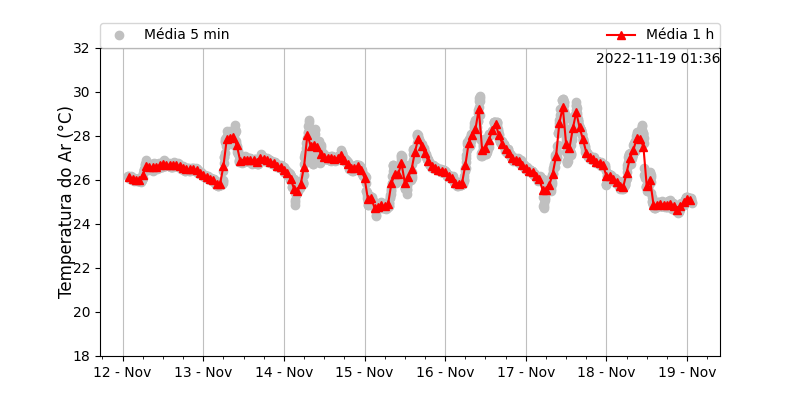 Média 5 min
Média 1 h
2022-11-19 01:36
Temperatura do Ar (°C)
32
30
28
26
24
22
20
18
12 - Nov
13 - Nov
14 - Nov
15 - Nov
16 - Nov
17 - Nov
18 - Nov
19 - Nov